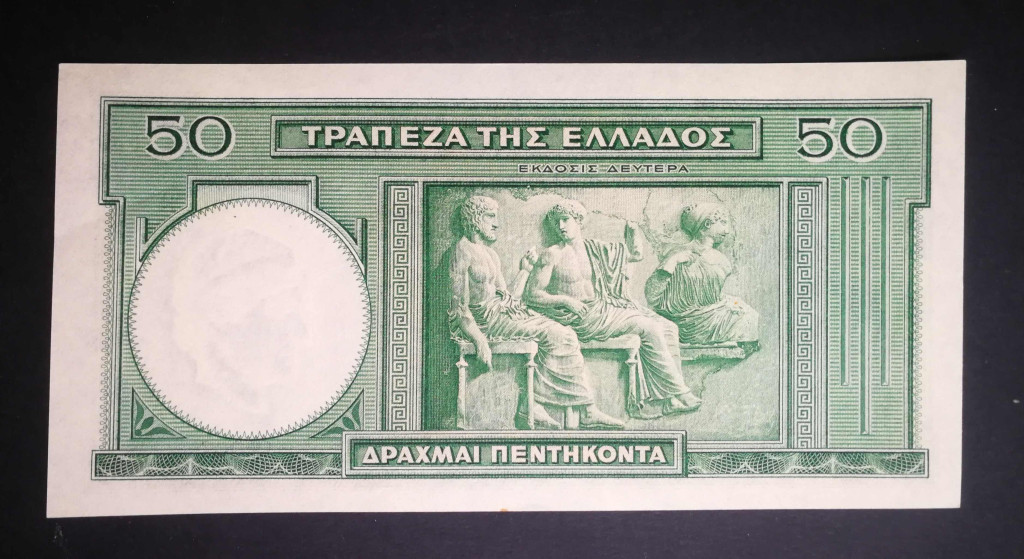 50 ΤΡΑΠΕΖΑ ΤΗΣ ΕΛΛΑΔΟΣ 50
ΕΚΔΟΣΙΣ ΔΕΥΤΕΡΑ
ΔΡΑΧΜΑΙ ΠΕΝΤΗΚΟΝΤΑ